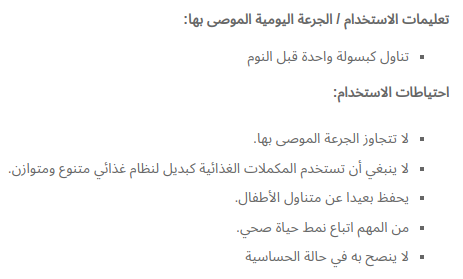 تعليمات الاستخدام / الجرعة اليومية الموصى بها:
▪ تناول كبسولة واحدة قبل النوم
احتياطات الاستخدام:
▪ لا تتجاوز الجرعة الموصى بها.
▪ لا ينبغي أن تستخدم المكملات الغذائية كبديل لنظام غذائي متنوع ومتوازن.
▪ يحفظ بعيدا عن متناول الأطفال.
▪ من المهم اتباع نمط حياة صحي.
▪ لا ينصح به في حالة الحساسية